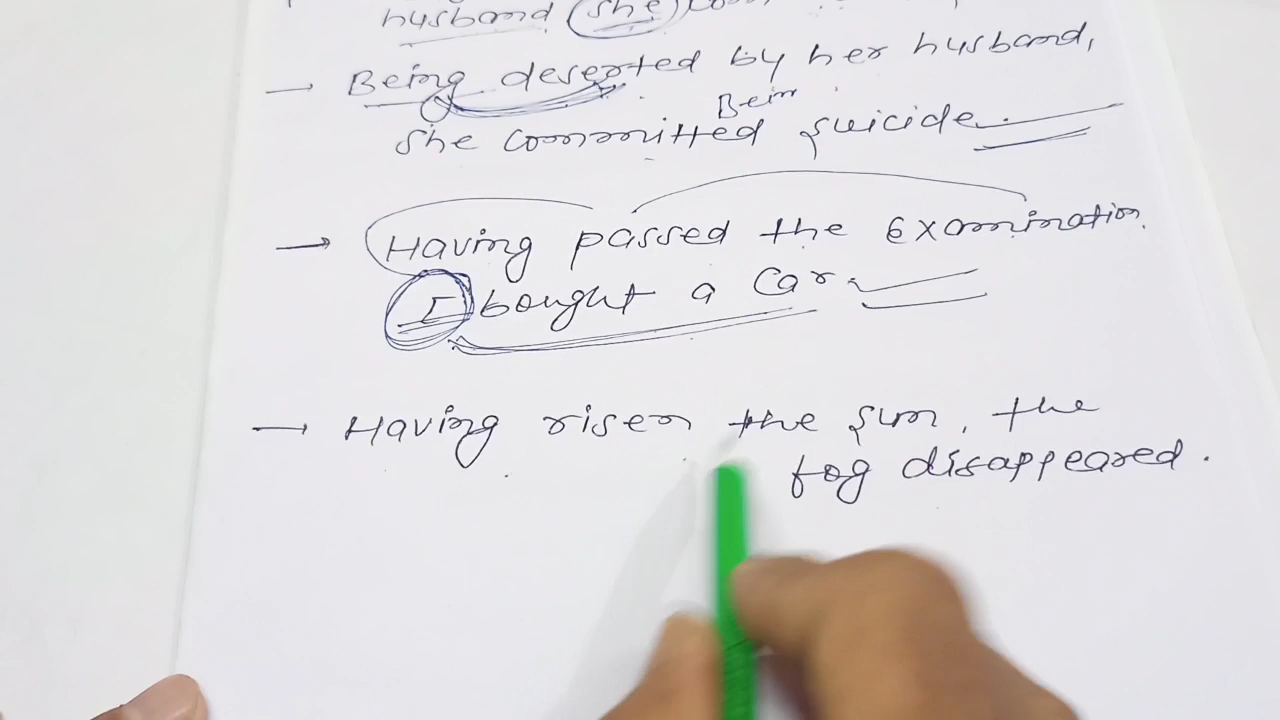 husband she
→ Being deserted by her husband,
Bein
she committed suicide.
→ Having passed the Examination
I bought a Car.
→ Having risen the sun, the
fog disappeared.